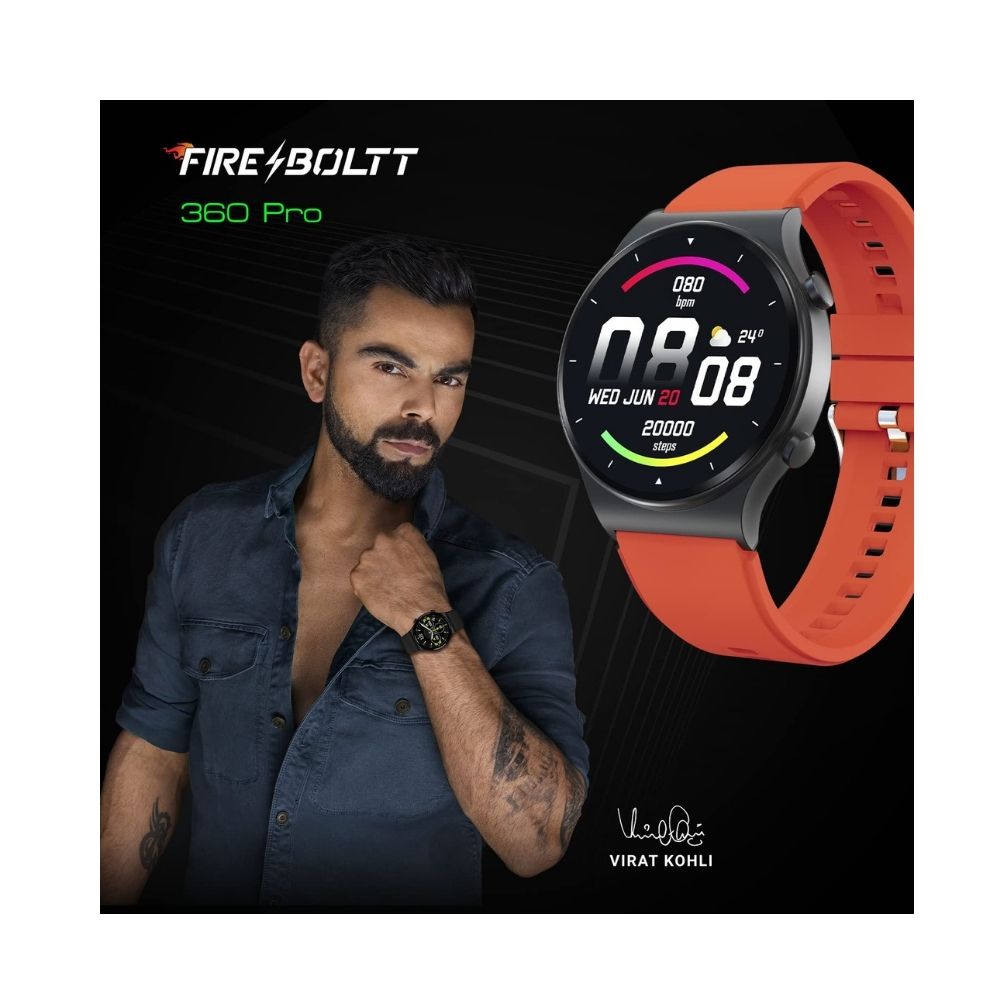 FIRE BOLTT
360 Pro
080
bpm
08
24°
08
WED JUN 20
20000
steps
VIRAT KOHLI